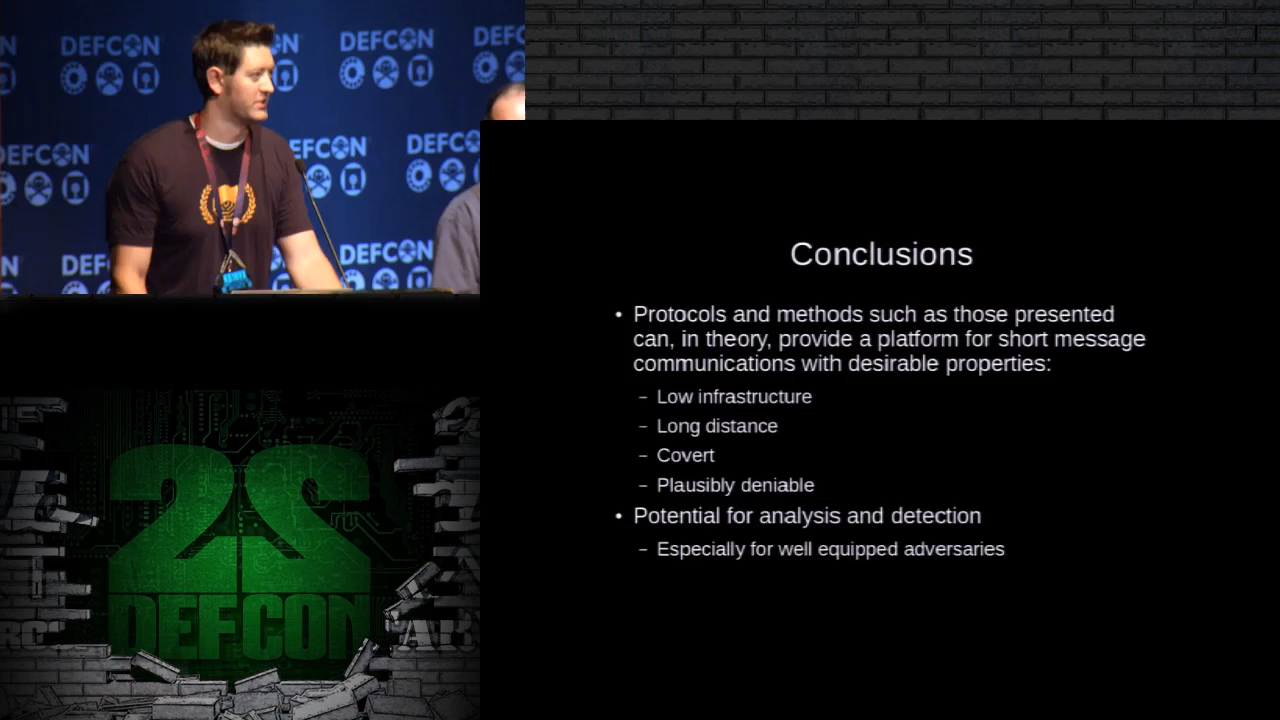 DEFCON
DEFCON
DEFCON
DEFCON
DEFCON
DEFCON
Conclusions
• Protocols and methods such as those presented
can, in theory, provide a platform for short message
communications with desirable properties:
– Low infrastructure
– Long distance
– Covert
– Plausibly deniable
• Potential for analysis and detection
– Especially for well equipped adversaries
22
DEFCON